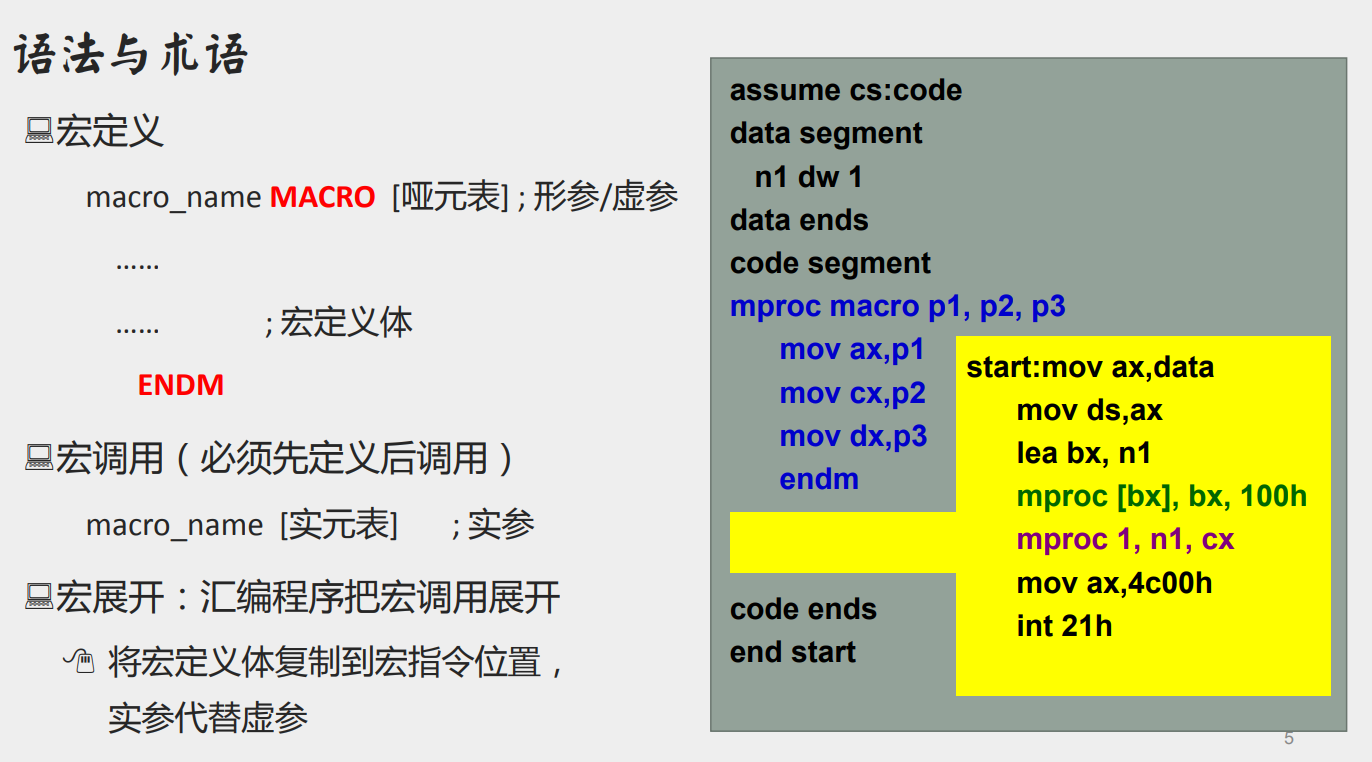 语法与术语
宏定义
macro_name MACRO [哑元表] ; 形参/虚参
……
…… ; 宏定义体
ENDM
宏调用（必须先定义后调用）
macro_name [实元表] ; 实参
宏展开：汇编程序把宏调用展开
将宏定义体复制到宏指令位置，
实参代替虚参
assume cs:code
data segment
n1 dw 1
data ends
code segment
mproc macro p1, p2, p3
mov ax,p1
mov cx,p2
mov dx,p3
endm
start:mov ax,data
mov ds,ax
lea bx, n1
mproc [bx], bx, 100h
mproc 1, n1, cx
mov ax,4c00h
int 21h
code ends
end start
5